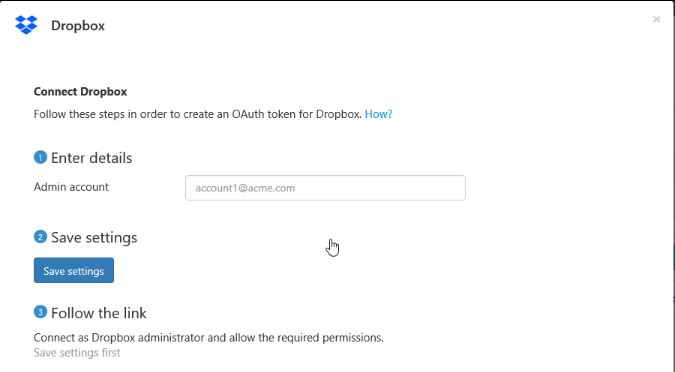 Dropbox
×
Connect Dropbox
Follow these steps in order to create an OAuth token for Dropbox. How?
1 Enter details
Admin account account1@acme.com
2 Save settings
Save settings
3 Follow the link
Connect as Dropbox administrator and allow the required permissions.
Save settings first